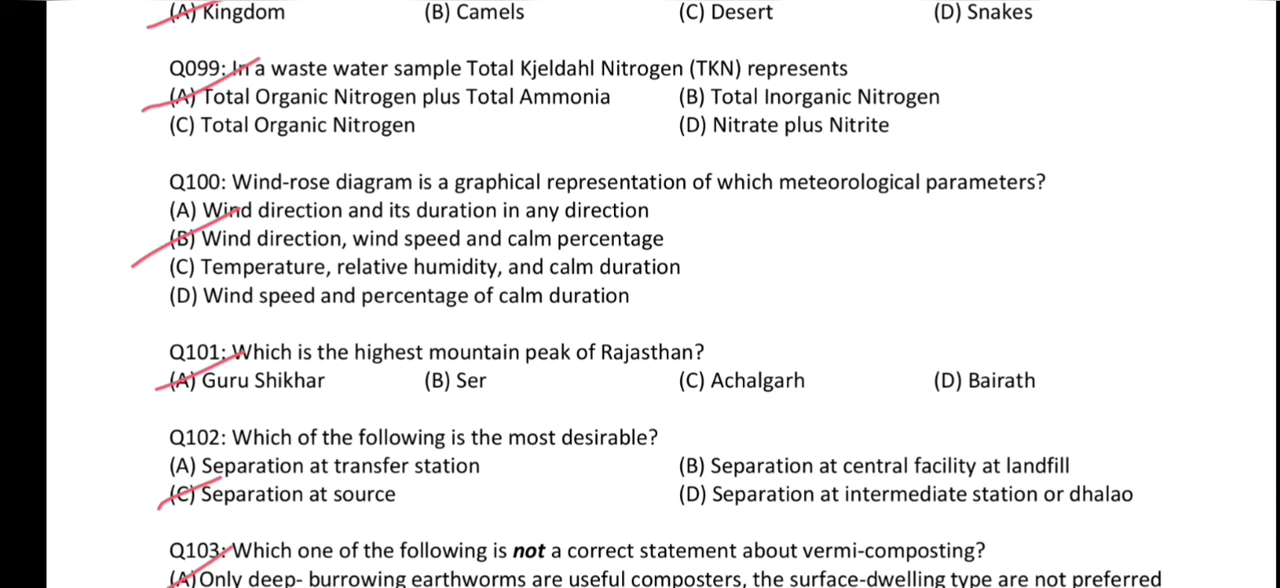 (A) Kingdom (B) Camels (C) Desert (D) Snakes
Q099: In a waste water sample Total Kjeldahl Nitrogen (TKN) represents
(A) Total Organic Nitrogen plus Total Ammonia (B) Total Inorganic Nitrogen
(C) Total Organic Nitrogen (D) Nitrate plus Nitrite
Q100: Wind-rose diagram is a graphical representation of which meteorological parameters?
(A) Wind direction and its duration in any direction
(B) Wind direction, wind speed and calm percentage
(C) Temperature, relative humidity, and calm duration
(D) Wind speed and percentage of calm duration
Q101: Which is the highest mountain peak of Rajasthan?
(A) Guru Shikhar (B) Ser (C) Achalgarh (D) Bairath
Q102: Which of the following is the most desirable?
(A) Separation at transfer station (B) Separation at central facility at landfill
(C) Separation at source (D) Separation at intermediate station or dhalao
Q103: Which one of the following is not a correct statement about vermi-composting?
(A) Only deep- burrowing earthworms are useful composters, the surface-dwelling type are not preferred